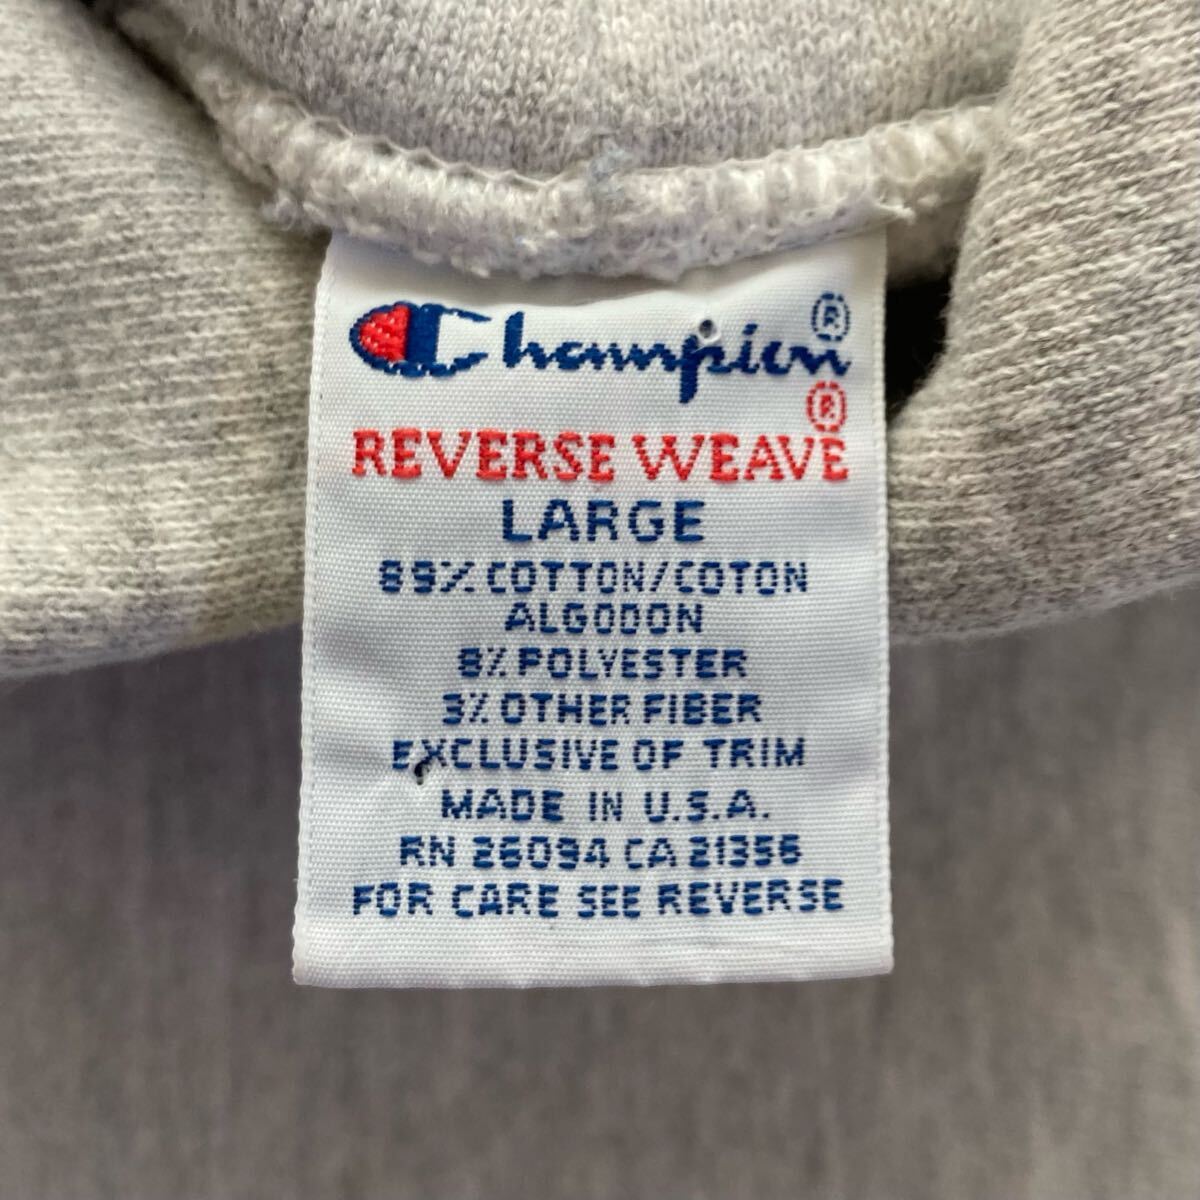 Champion®
REVERSE WEAVE®
LARGE
89% COTTON/COTON
ALGODON
8% POLYESTER
3% OTHER FIBER
EXCLUSIVE OF TRIM
MADE IN U.S.A.
RN 26094 CA 21356
FOR CARE SEE REVERSE